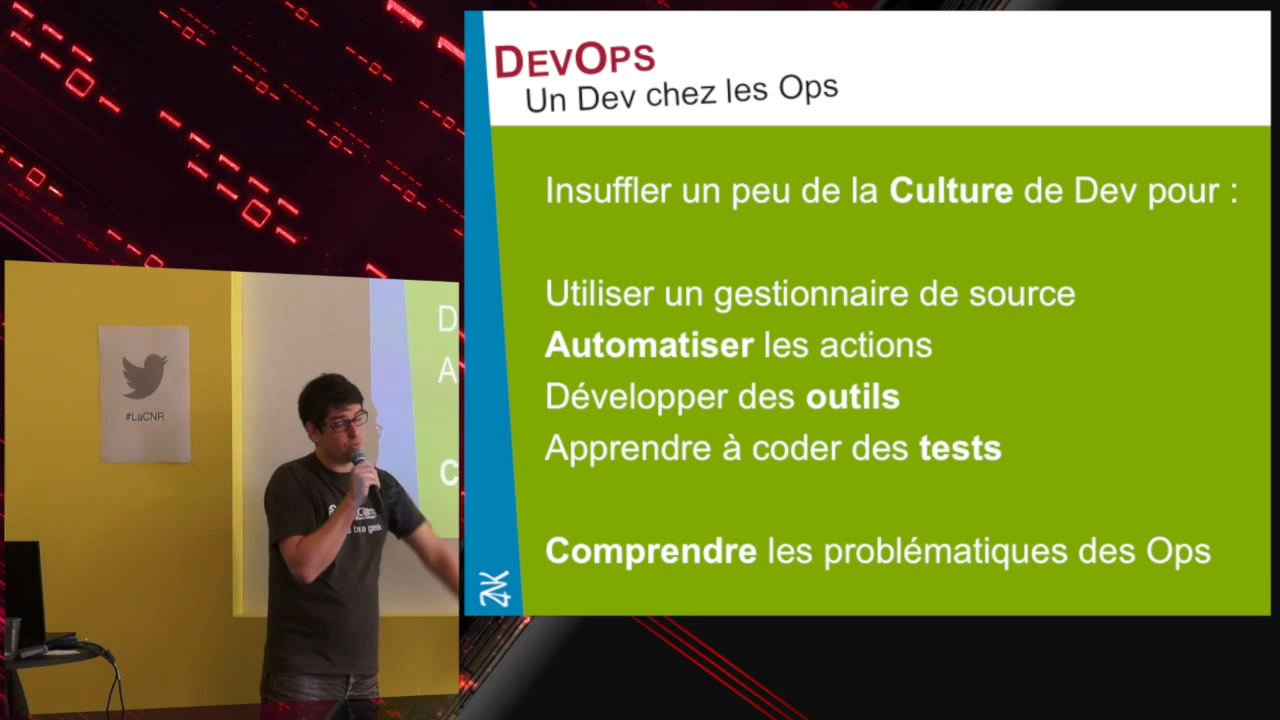 DEVOPS
Un Dev chez les Ops
Insuffler un peu de la Culture de Dev pour :
Utiliser un gestionnaire de source
Automatiser les actions
Développer des outils
Apprendre à coder des tests
Comprendre les problématiques des Ops
#LaCNR
D
A
C